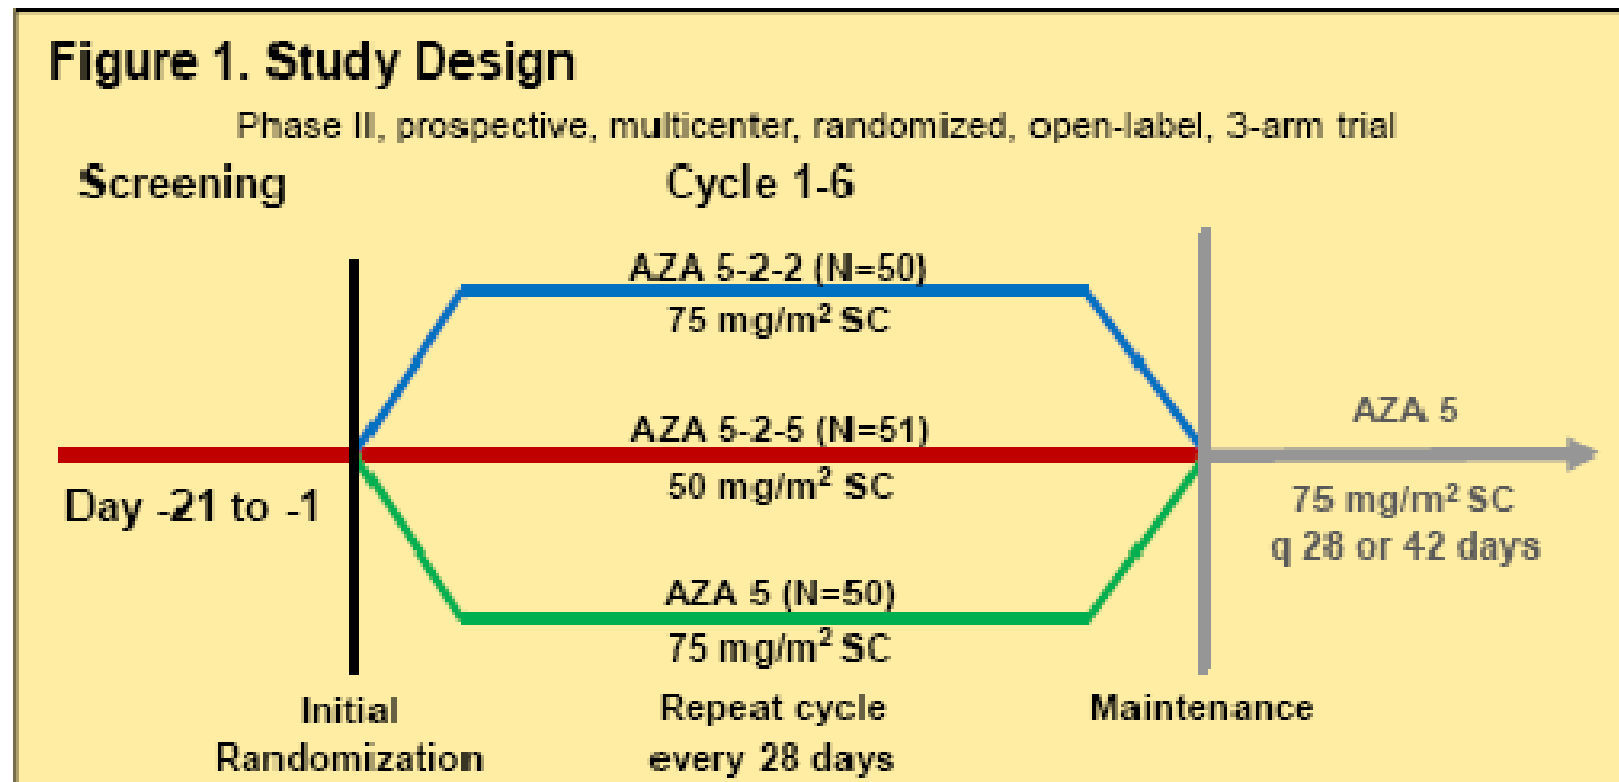 Figure 1. Study Design
Phase II, prospective, multicenter, randomized, open-label, 3-arm trial
Screening
Cycle 1-6
AZA 5-2-2 (N=50)
75 mg/m² SC
AZA 5-2-5 (N=51)
50 mg/m² SC
Day -21 to -1
AZA 5
75 mg/m² SC
q 28 or 42 days
AZA 5 (N=50)
75 mg/m² SC
Initial
Randomization
Repeat cycle
every 28 days
Maintenance